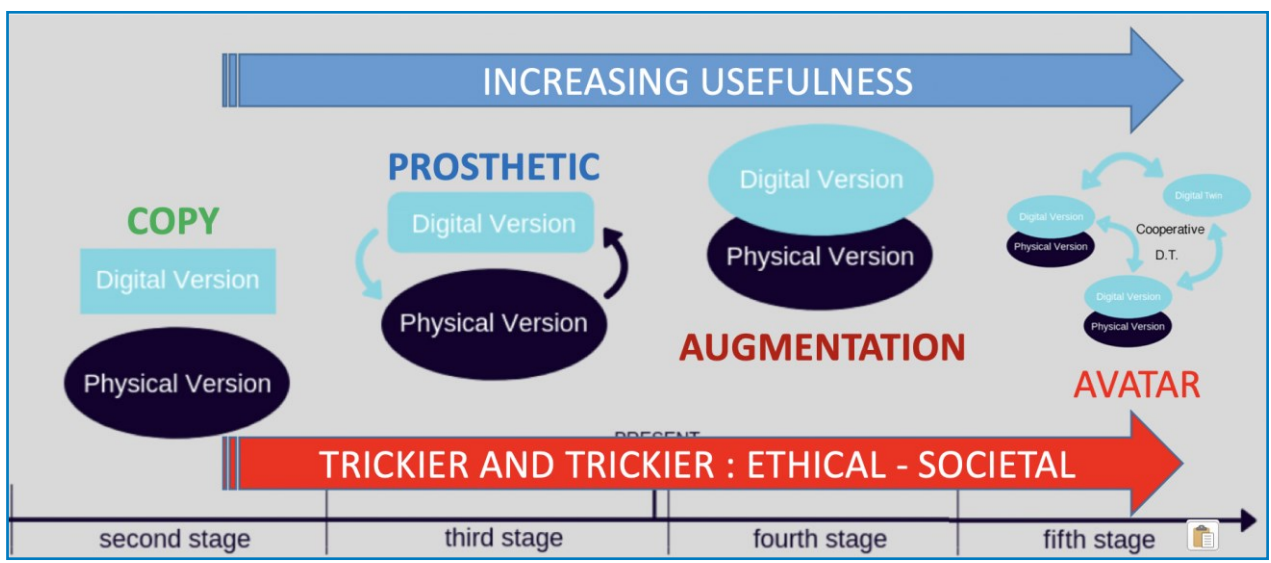 INCREASING USEFULNESS
COPY
Digital Version
Physical Version
PROSTHETIC
Digital Version
Physical Version
Digital Version
Physical Version
AUGMENTATION
Digital Twin
Digital Version
Physical Version
Cooperative
D.T.
Digital Version
Physical Version
AVATAR
PRESENT
TRICKIER AND TRICKIER : ETHICAL - SOCIETAL
second stage
third stage
fourth stage
fifth stage